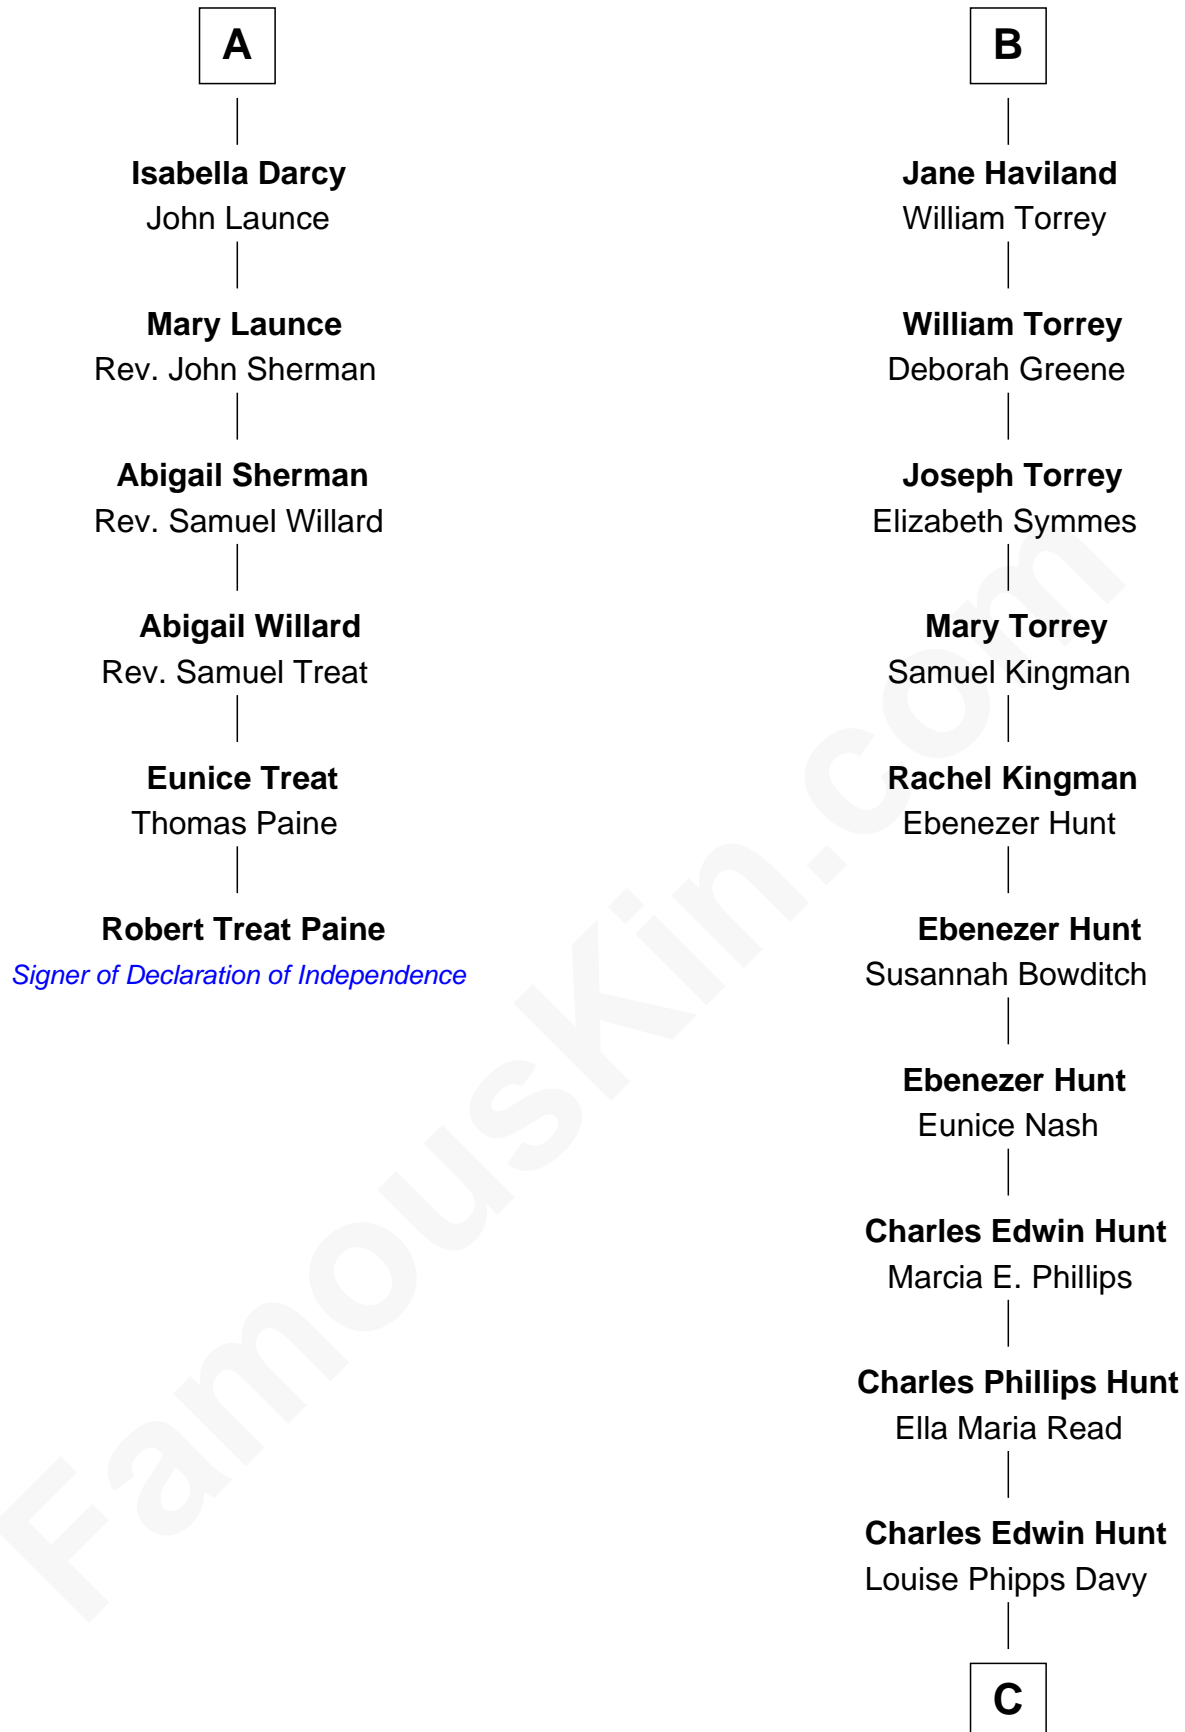 A
Isabella Darcy
John Launce
Mary Launce
Rev. John Sherman
Abigail Sherman
Rev. Samuel Willard
Abigail Willard
Rev. Samuel Treat
Eunice Treat
Thomas Paine
Robert Treat Paine
Signer of Declaration of Independence
B
Jane Haviland
William Torrey
William Torrey
Deborah Greene
Joseph Torrey
Elizabeth Symmes
Mary Torrey
Samuel Kingman
Rachel Kingman
Ebenezer Hunt
Ebenezer Hunt
Susannah Bowditch
Ebenezer Hunt
Eunice Nash
Charles Edwin Hunt
Marcia E. Phillips
Charles Phillips Hunt
Ella Maria Read
Charles Edwin Hunt
Louise Phipps Davy
C
FamousKin.com